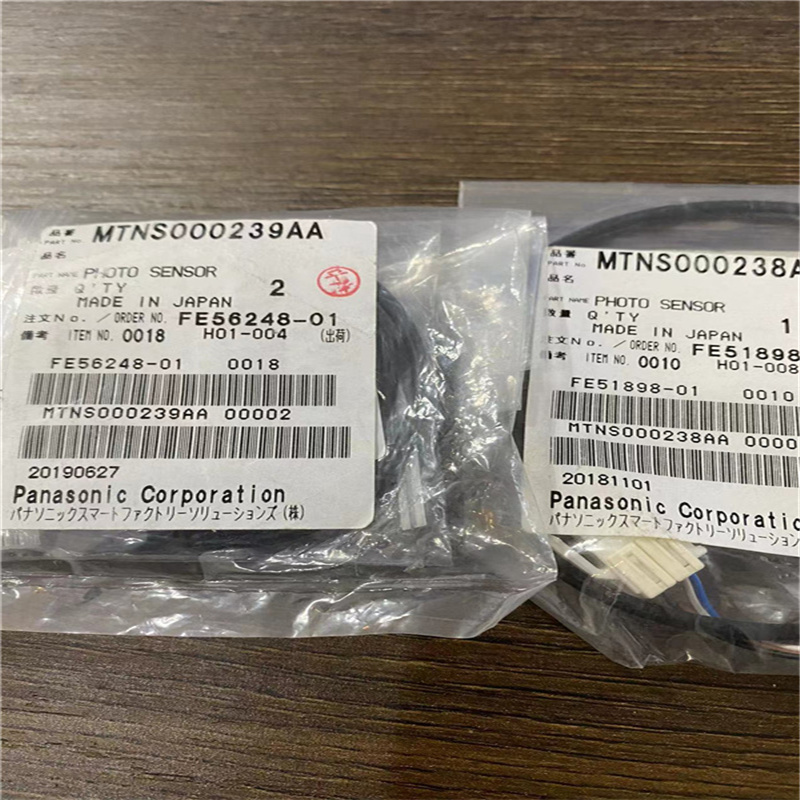 品番 PART No. MTNS000239AA
品名
PART NAME PHOTO SENSOR
数量 Q'TY 2
MADE IN JAPAN
注文No. / ORDER NO. FE56248-01
備考 ITEM NO. 0018 H01-004 (出荷)
FE56248-01 0018
MTNS000239AA 00002
20190627
Panasonic Corporation
パナソニックスマートファクトリーソリューションズ(株)
品番 PART No. MTNS000238A
品名
PART NAME PHOTO SENSOR
数量 Q'TY 1
MADE IN JAPAN
注文No. / ORDER NO. FE51898
備考 ITEM NO. 0010 H01-008
FE51898-01 0010
MTNS000238AA 0000
20181101
Panasonic Corporatio
パナソニックスマートファクトリーソリューションズ